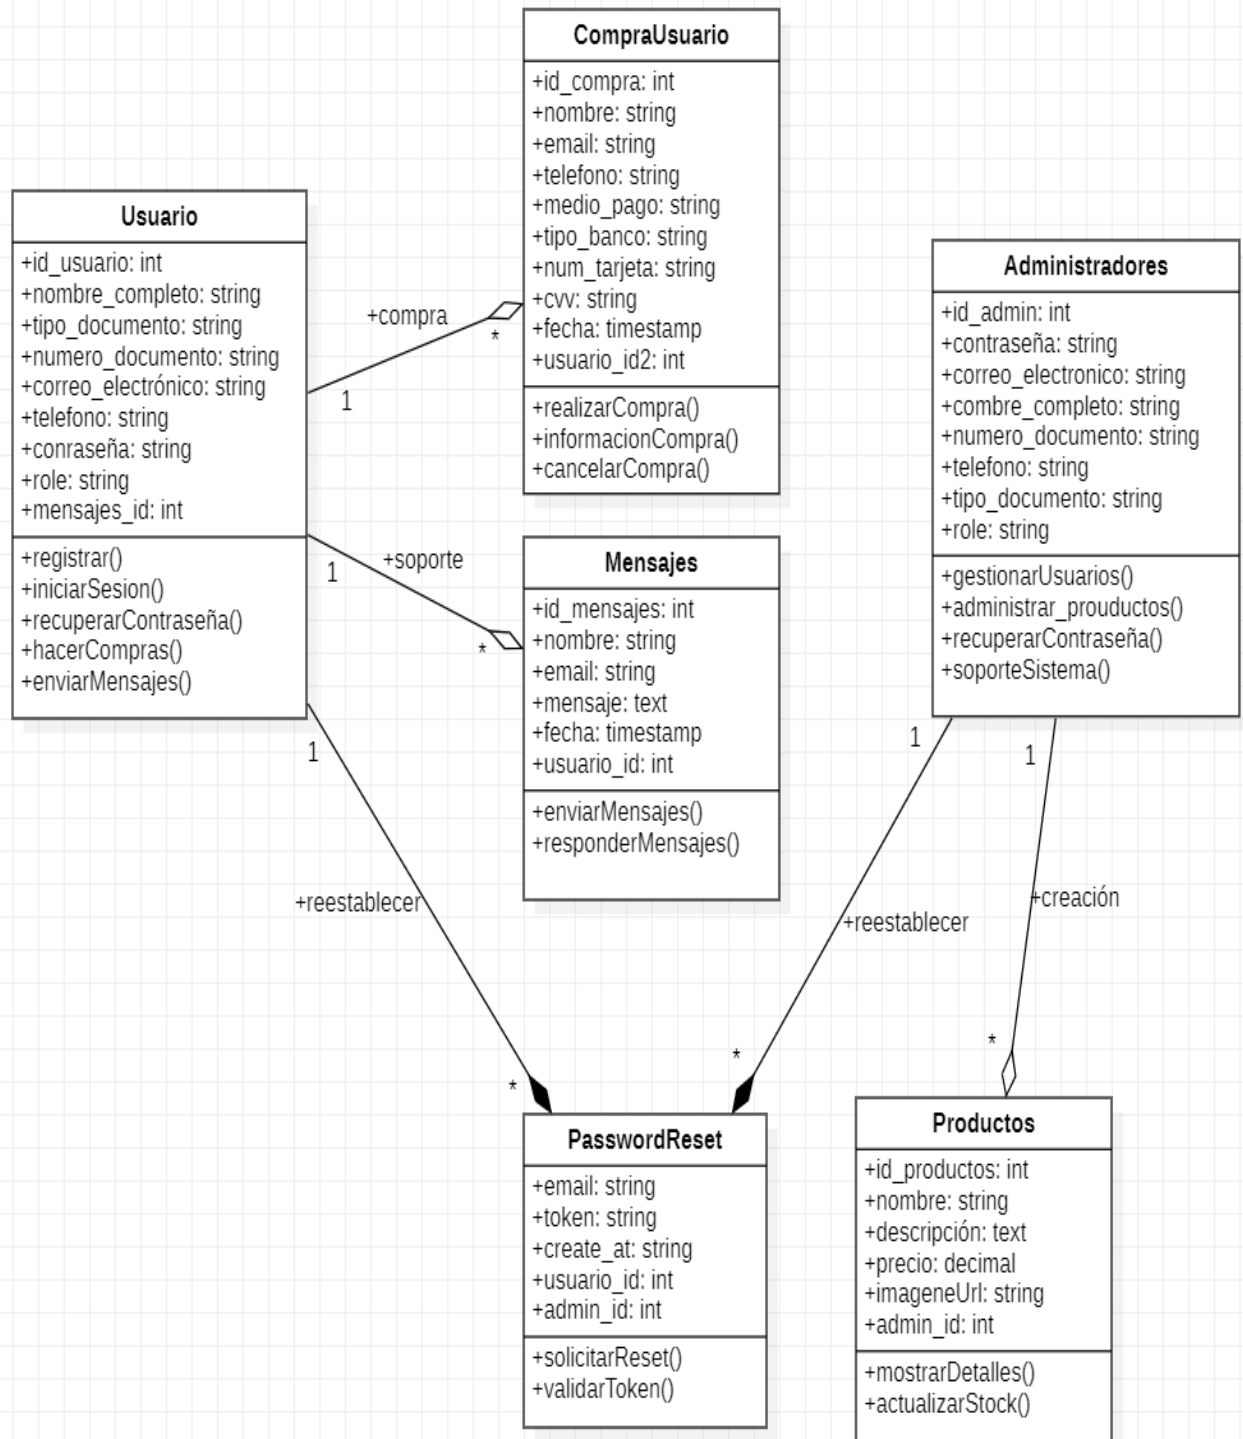 CompraUsuario
+id_compra: int
+nombre: string
+email: string
+telefono: string
+medio_pago: string
+tipo_banco: string
+num_tarjeta: string
+cvv: string
+fecha: timestamp
+usuario_id2: int
+realizarCompra()
+informacionCompra()
+cancelarCompra()
Usuario
+id_usuario: int
+nombre_completo: string
+tipo_documento: string
+numero_documento: string
+correo_electrónico: string
+telefono: string
+conraseña: string
+role: string
+mensajes_id: int
+registrar()
+iniciarSesion()
+recuperarContraseña()
+hacerCompras()
+enviarMensajes()
+compra
*
1
+soporte
1
*
Mensajes
+id_mensajes: int
+nombre: string
+email: string
+mensaje: text
+fecha: timestamp
+usuario_id: int
+enviarMensajes()
+responderMensajes()
Administradores
+id_admin: int
+contraseña: string
+correo_electronico: string
+combre_completo: string
+numero_documento: string
+telefono: string
+tipo_documento: string
+role: string
+gestionarUsuarios()
+administrar_prouductos()
+recuperarContraseña()
+soporteSistema()
1
+reestablecer
*
1
+reestablecer
*
1
+creación
*
PasswordReset
+email: string
+token: string
+create_at: string
+usuario_id: int
+admin_id: int
+solicitarReset()
+validarToken()
Productos
+id_productos: int
+nombre: string
+descripción: text
+precio: decimal
+imageneUrl: string
+admin_id: int
+mostrarDetalles()
+actualizarStock()